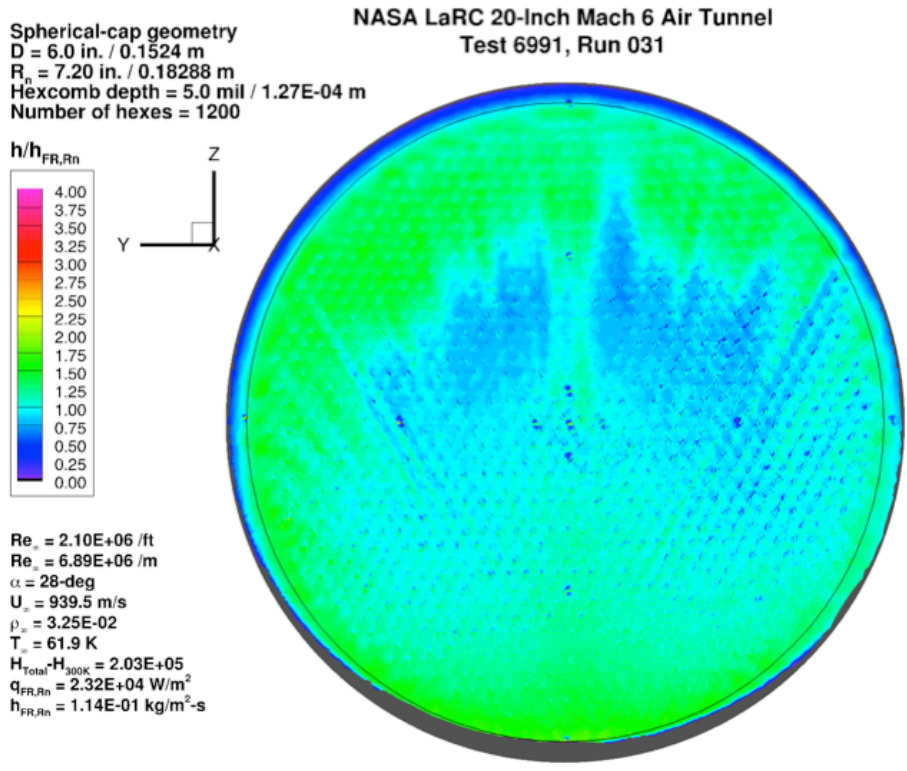 NASA LaRC 20-Inch Mach 6 Air Tunnel
Test 6991, Run 031
Spherical-cap geometry
D = 6.0 in. / 0.1524 m
Rₙ = 7.20 in. / 0.18288 m
Hexcomb depth = 5.0 mil / 1.27E-04 m
Number of hexes = 1200
h/h_FR,Rn
4.00
3.75
3.50
3.25
3.00
2.75
2.50
2.25
2.00
1.75
1.50
1.25
1.00
0.75
0.50
0.25
0.00
Z
Y
X
Re∞ = 2.10E+06 /ft
Re∞ = 6.89E+06 /m
α = 28-deg
U∞ = 939.5 m/s
ρ∞ = 3.25E-02
T∞ = 61.9 K
H_Total-H_300K = 2.03E+05
q_FR,Rn = 2.32E+04 W/m²
h_FR,Rn = 1.14E-01 kg/m²-s